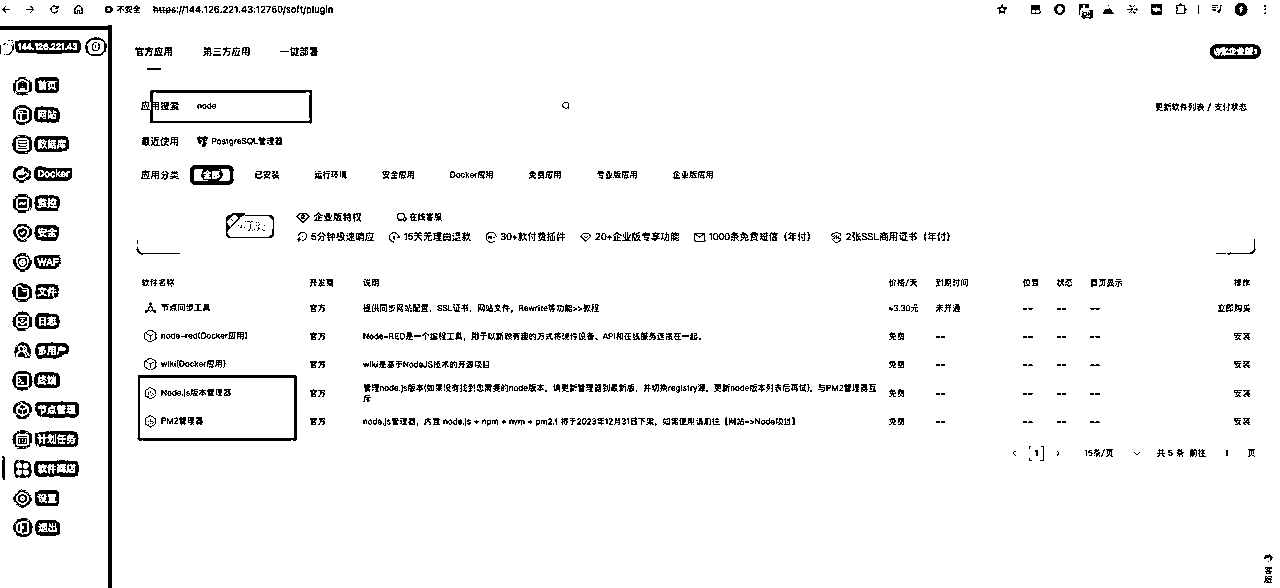 不安全 https://144.126.221.43:12760/soft/plugin
144.126.221.43
首页
网站
数据库
Docker
监控
安全
WAF
文件
日志
多用户
终端
节点管理
计划任务
软件商店
设置
退出
官方应用 第三方应用 一键部署
应用搜索 node
更新软件列表 / 支付状态
最近使用 PostgreSQL管理器
应用分类 全部 已安装 运行环境 安全应用 Docker应用 免费应用 专业版应用 企业版应用
企业版特权 在线客服
5分钟极速响应 15天无理由退款 30+款付费插件 20+企业版专享功能 1000条免费短信（年付） 2张SSL商用证书（年付）
软件名称 开发商 说明 价格/天 到期时间 位置 状态 首页显示 操作
节点同步工具 官方 提供同步网站配置、SSL证书、网站文件、Rewrite等功能>>教程 ¥3.30元 未开通 -- -- -- 立即购买
node-red(Docker应用) 官方 Node-RED是一个编程工具，用于以新颖有趣的方式将硬件设备、API和在线服务连接在一起。 免费 -- -- -- -- 安装
wiki(Docker应用) 官方 wiki是基于NodeJS技术的开源项目 免费 -- -- -- -- 安装
Node.js版本管理器 官方 管理node.js版本(如果没有找到您需要的node版本，请更新管理器到最新版，并切换registry源，更新node版本列表后再试)，与PM2管理器互斥 免费 -- -- -- -- 安装
PM2管理器 官方 node.js管理器，内置 node.js + npm + nvm + pm2.1 将于2023年12月31日下架，如需使用请前往【网站->Node项目】 免费 -- -- -- -- 安装
1 15条/页 共 5 条 前往 1 页
客服